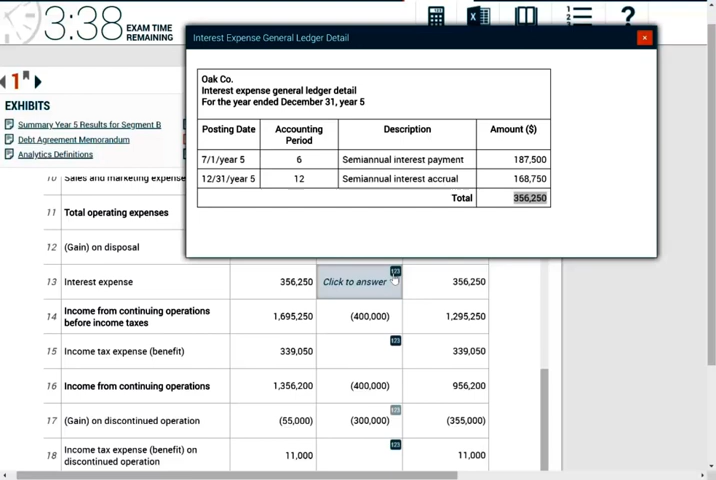 3:38 EXAM TIME REMAINING
1
EXHIBITS
Summary Year 5 Results for Segment B
Debt Agreement Memorandum
Analytics Definitions
Interest Expense General Ledger Detail
Oak Co.
Interest expense general ledger detail
For the year ended December 31, year 5
Posting Date Accounting Period Description Amount ($)
7/1/year 5 6 Semiannual interest payment 187,500
12/31/year 5 12 Semiannual interest accrual 168,750
Total 356,250
10 Sales and marketing expense
11 Total operating expenses
12 (Gain) on disposal
13 Interest expense 356,250 Click to answer 123 356,250
14 Income from continuing operations before income taxes 1,695,250 (400,000) 1,295,250
15 Income tax expense (benefit) 339,050 123 339,050
16 Income from continuing operations 1,356,200 (400,000) 956,200
17 (Gain) on discontinued operation (55,000) 123 (300,000) (355,000)
18 Income tax expense (benefit) on discontinued operation 11,000 123 11,000